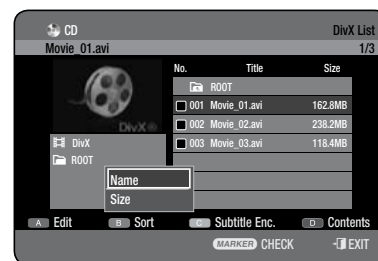 CD DivX List
Movie_01.avi 1/3
No. Title Size
ROOT
001 Movie_01.avi 162.8MB
002 Movie_02.avi 238.2MB
003 Movie_03.avi 118.4MB
DivX®
DivX
ROOT
Name
Size
A Edit B Sort C Subtitle Enc. D Contents
MARKER CHECK EXIT